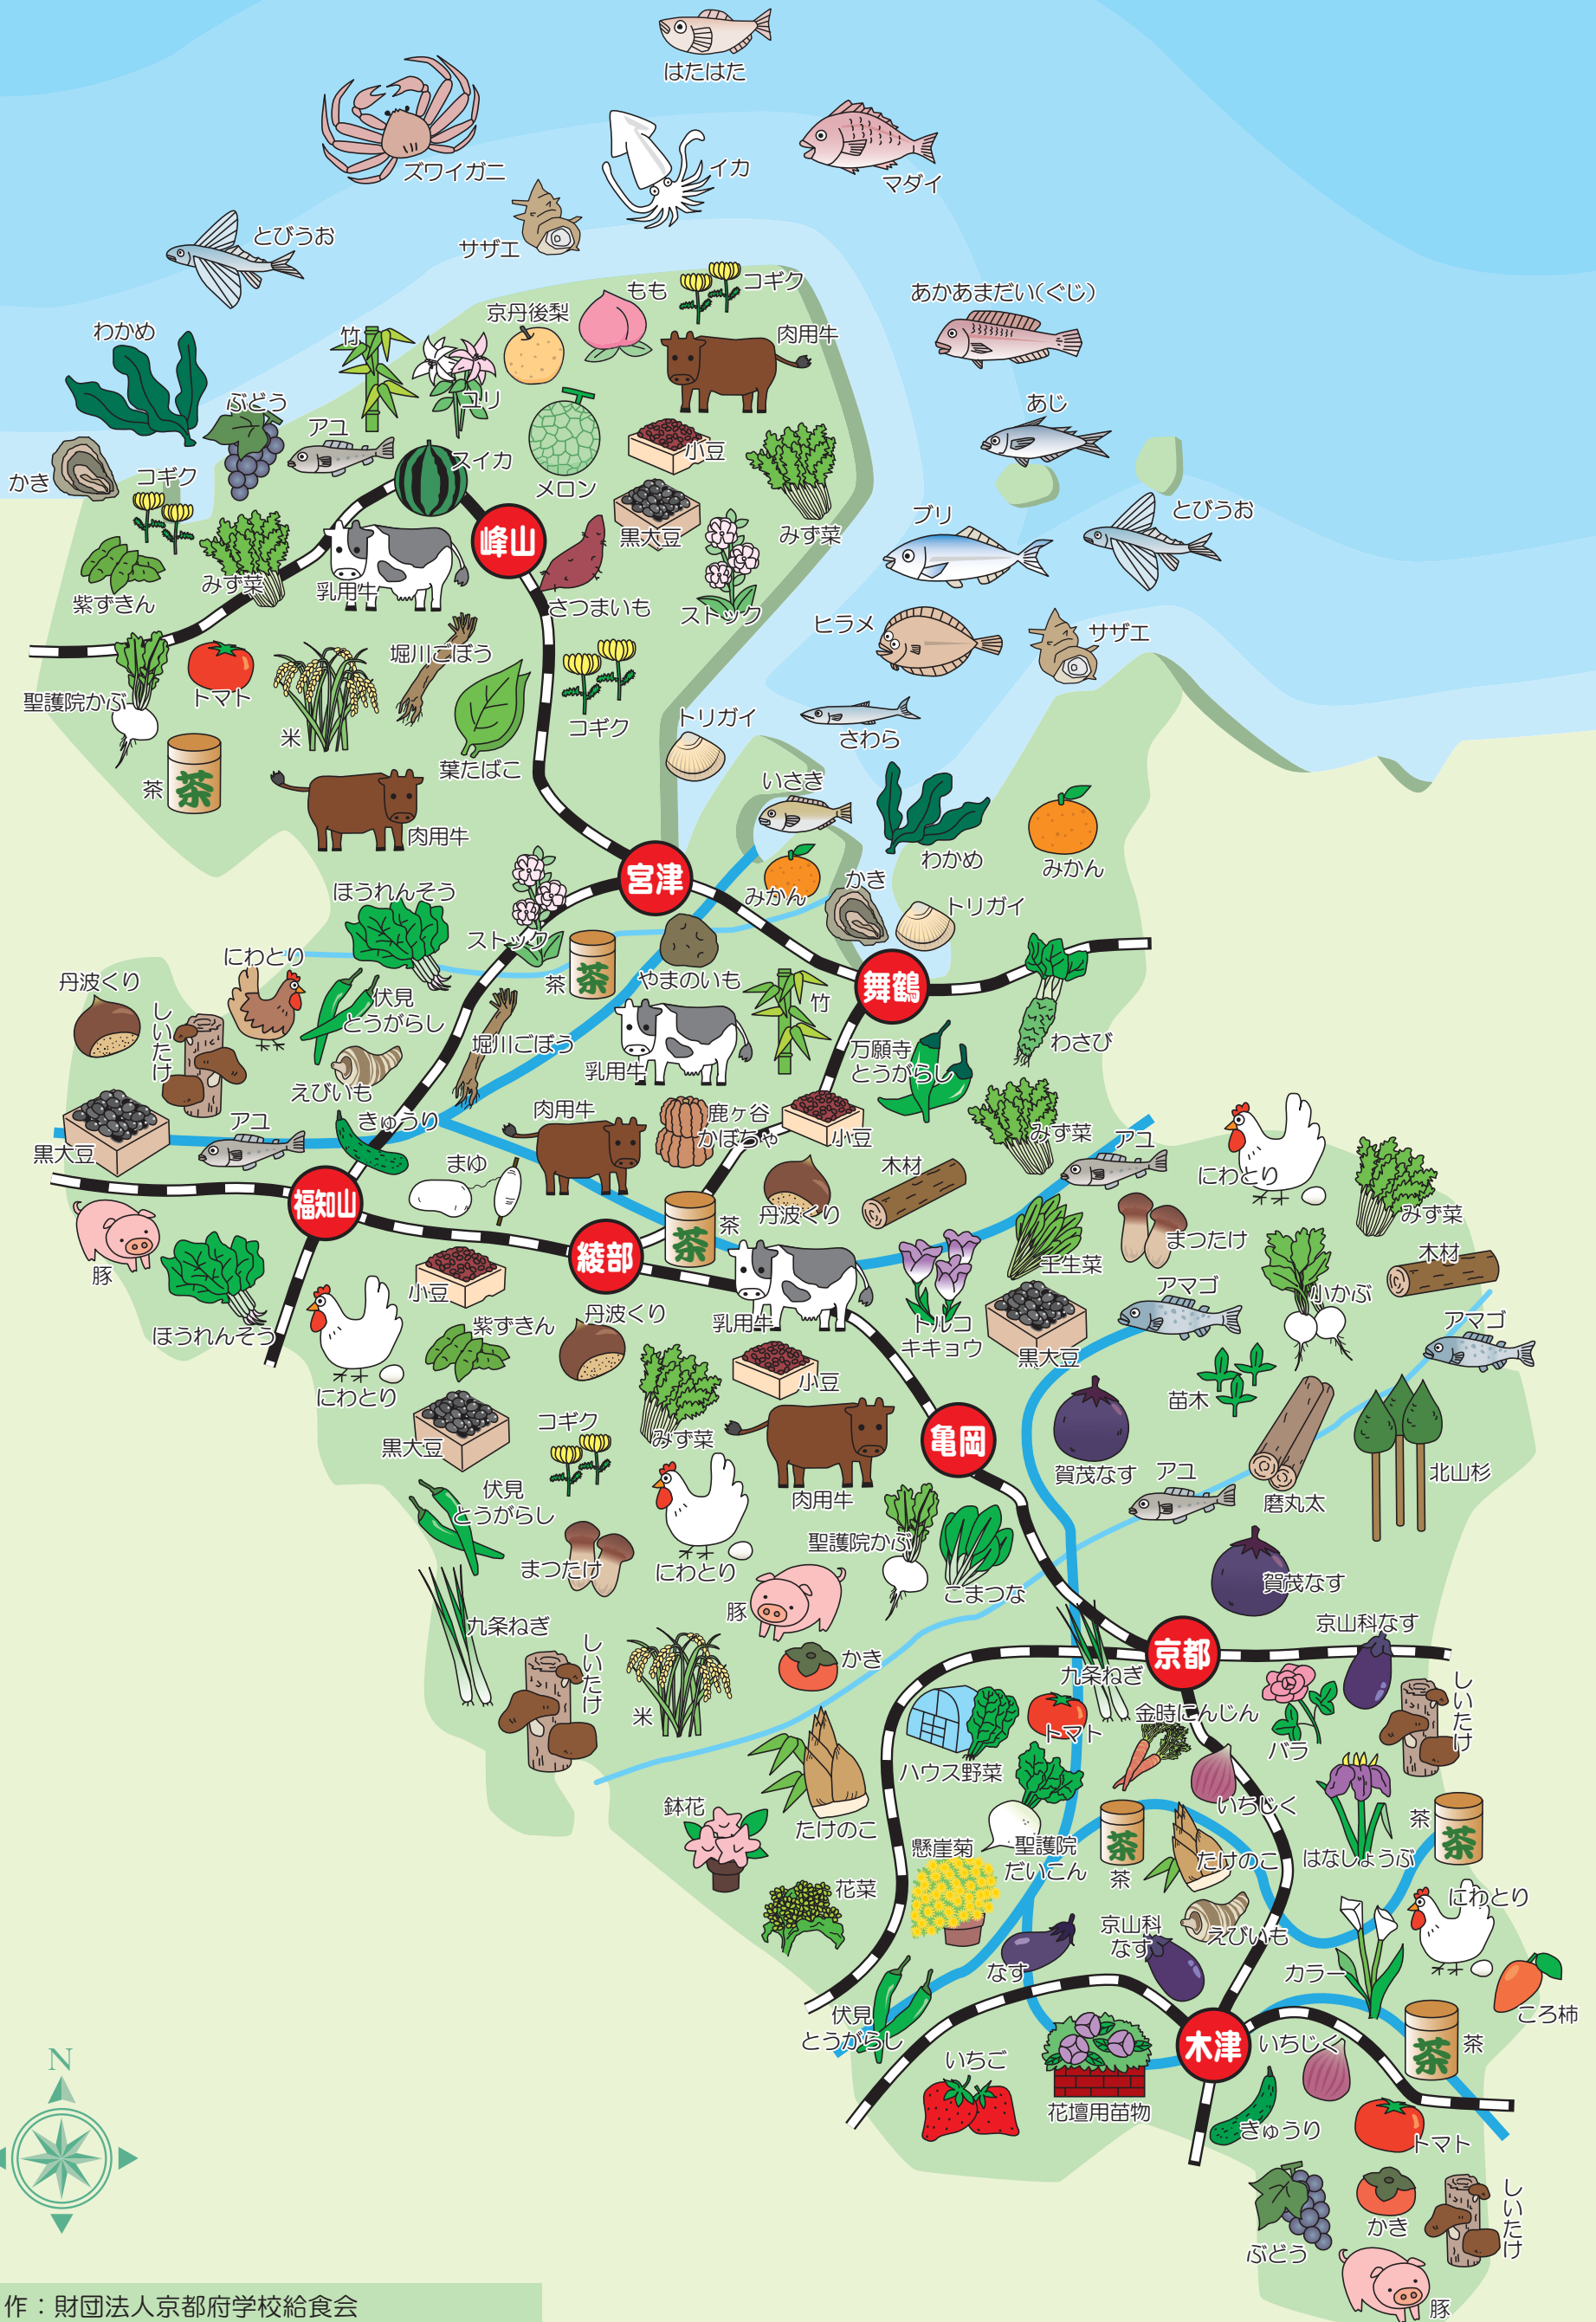 はたはた
ズワイガニ
イカ
マダイ
サザエ
とびうお
もも
コギク
京丹後梨
あかあまだい(ぐじ)
わかめ
竹
肉用牛
ユリ
ぶどう
あじ
アユ
小豆
スイカ
かき
コギク
メロン
とびうお
ブリ
黒大豆
みず菜
峰山
みず菜
乳用牛
紫ずきん
さつまいも
ストック
ヒラメ
サザエ
堀川ごぼう
聖護院かぶ
トマト
トリガイ
コギク
米
さわら
葉たばこ
茶
いさき
肉用牛
わかめ
みかん
宮津
かき
みかん
ほうれんそう
トリガイ
ストック
にわとり
丹波くり
やまのいも
茶
舞鶴
伏見
とうがらし
竹
しいたけ
堀川ごぼう
わさび
万願寺
とうがらし
乳用牛
えびいも
肉用牛
鹿ヶ谷
かぼちゃ
きゅうり
アユ
小豆
みず菜
アユ
黒大豆
まゆ
木材
にわとり
福知山
丹波くり
みず菜
茶
まつたけ
木材
綾部
壬生菜
豚
小豆
アマゴ
小かぶ
丹波くり
乳用牛
トルコ
キキョウ
アマゴ
紫ずきん
ほうれんそう
黒大豆
小豆
にわとり
苗木
コギク
みず菜
亀岡
黒大豆
賀茂なす
アユ
北山杉
伏見
とうがらし
肉用牛
磨丸太
聖護院かぶ
まつたけ
にわとり
賀茂なす
こまつな
豚
九条ねぎ
京山科なす
しいたけ
京都
かき
九条ねぎ
しいたけ
米
金時にんじん
トマト
バラ
ハウス野菜
いちじく
鉢花
たけのこ
茶
聖護院
だいこん
懸崖菊
たけのこ
はなしょうぶ
茶
花菜
にわとり
京山科
なす
えびいも
なす
カラー
ころ柿
伏見
とうがらし
木津
いちじく
茶
いちご
花壇用苗物
きゅうり
トマト
N
しいたけ
かき
ぶどう
豚
茶
茶
茶
茶
茶
茶
茶
作：財団法人京都府学校給食会